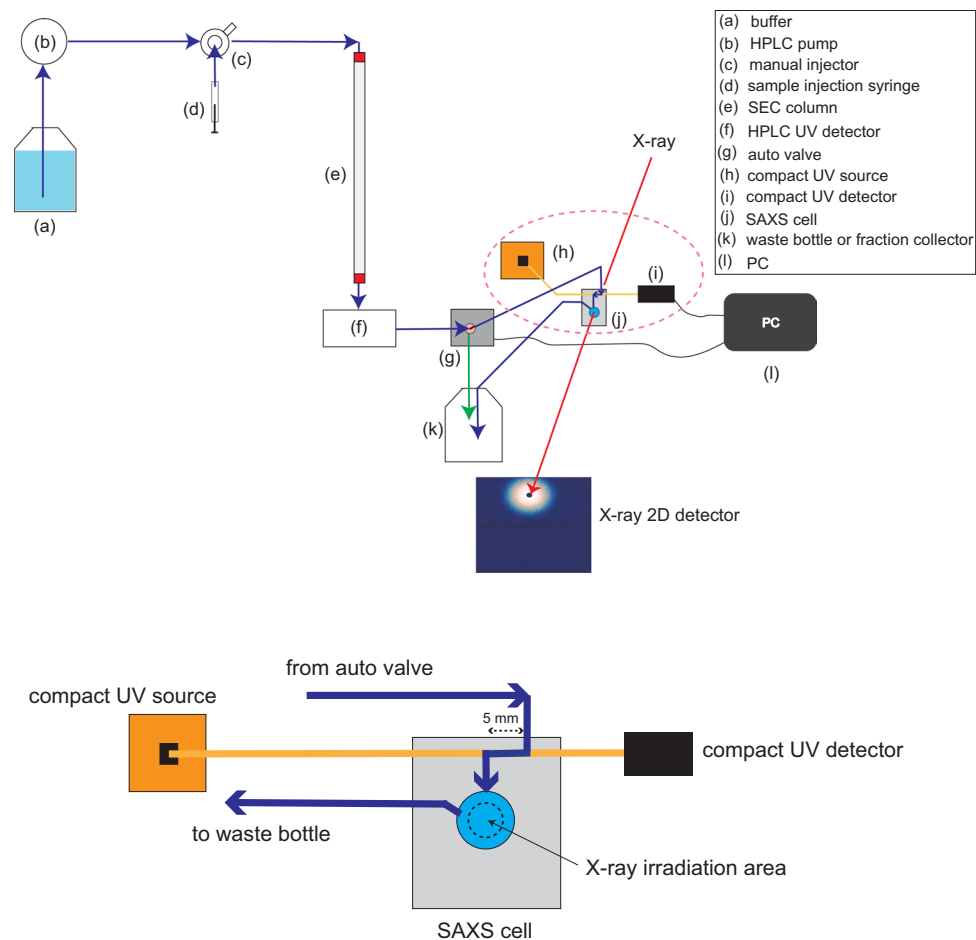 (a) buffer
(b) HPLC pump
(c) manual injector
(d) sample injection syringe
(e) SEC column
(f) HPLC UV detector
(g) auto valve
(h) compact UV source
(i) compact UV detector
(j) SAXS cell
(k) waste bottle or fraction collector
(l) PC
(b)
(c)
(d)
(a)
(e)
X-ray
(h)
(i)
(f)
(j)
PC
(g)
(l)
(k)
X-ray 2D detector
from auto valve
compact UV source
5 mm
compact UV detector
to waste bottle
X-ray irradiation area
SAXS cell